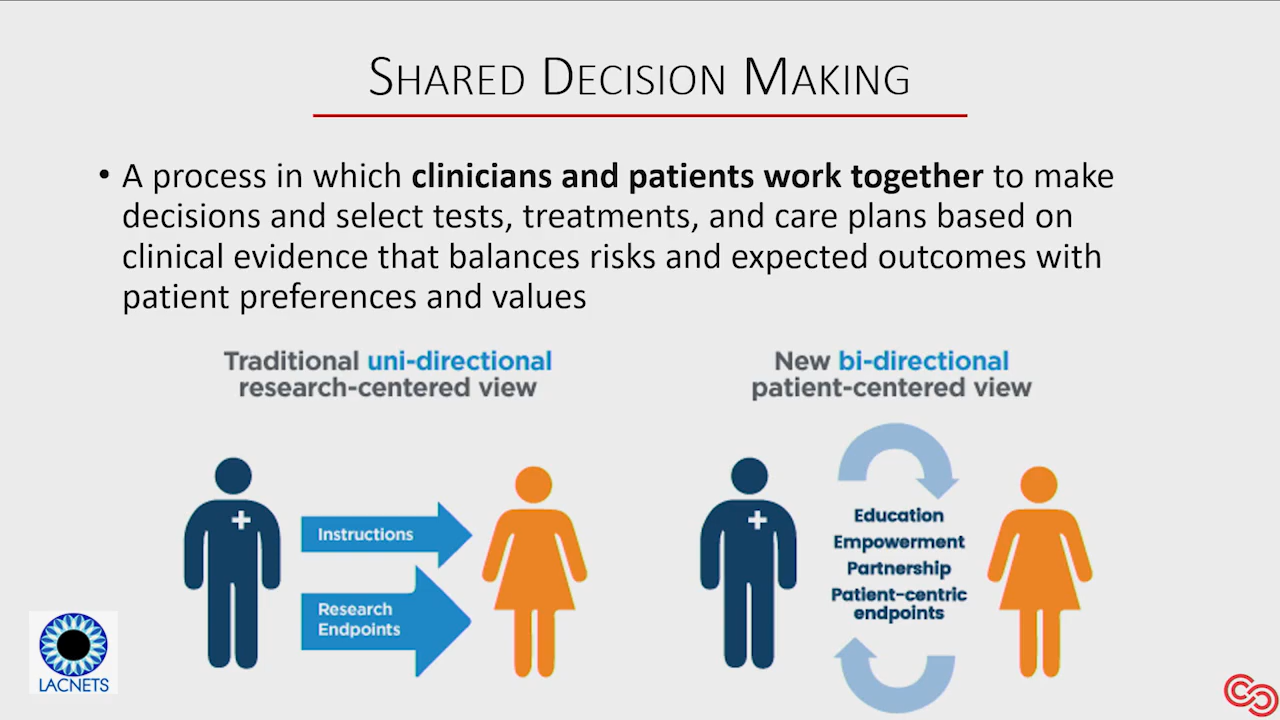 SHARED DECISION MAKING
• A process in which clinicians and patients work together to make
decisions and select tests, treatments, and care plans based on
clinical evidence that balances risks and expected outcomes with
patient preferences and values
Traditional uni-directional
research-centered view
Instructions
Research
Endpoints
New bi-directional
patient-centered view
Education
Empowerment
Partnership
Patient-centric
endpoints
LACNETS